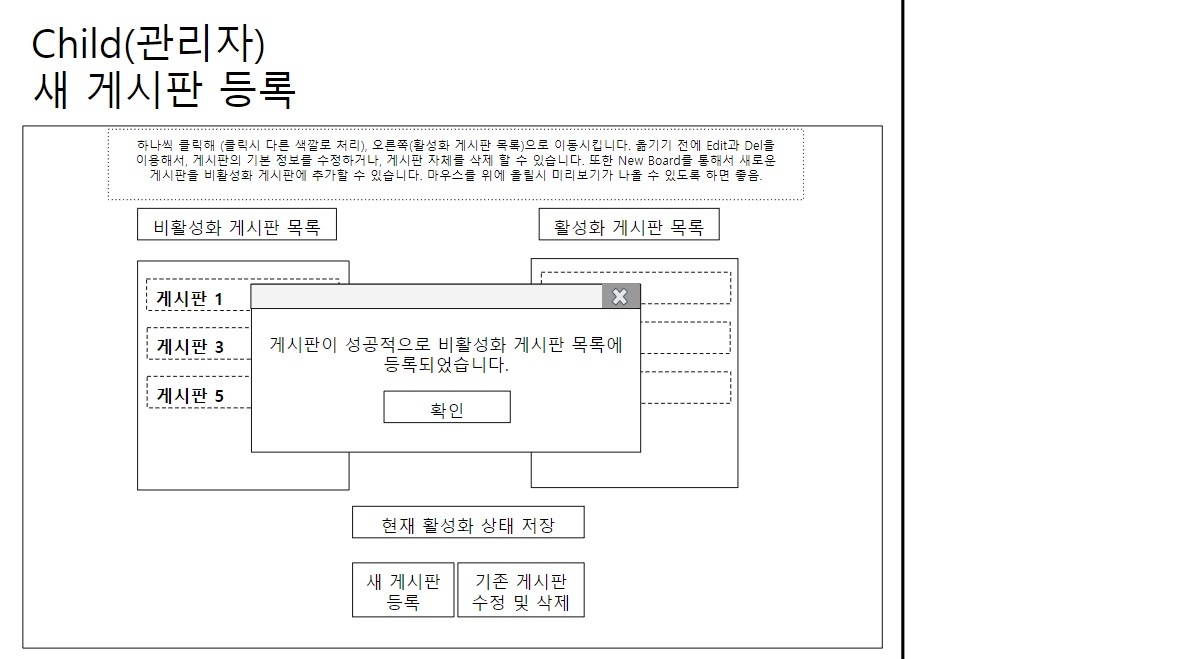 Child(관리자)
새 게시판 등록
하나씩 클릭해 (클릭시 다른 색깔로 처리), 오른쪽(활성화 게시판 목록)으로 이동시킵니다. 옮기기 전에 Edit과 Del을
이용해서, 게시판의 기본 정보를 수정하거나, 게시판 자체를 삭제 할 수 있습니다. 또한 New Board를 통해서 새로운
게시판을 비활성화 게시판에 추가할 수 있습니다. 마우스를 위에 올릴시 미리보기가 나올 수 있도록 하면 좋음.
비활성화 게시판 목록
활성화 게시판 목록
게시판 1
게시판 3
게시판 5
게시판이 성공적으로 비활성화 게시판 목록에
등록되었습니다.
확인
현재 활성화 상태 저장
새 게시판
등록
기존 게시판
수정 및 삭제